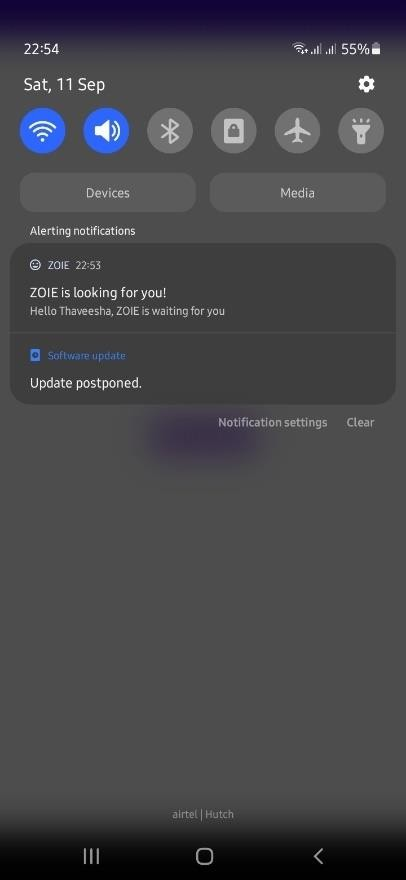 22:54 55%
Sat, 11 Sep
Devices Media
Alerting notifications
ZOIE 22:53
ZOIE is looking for you!
Hello Thaveesha, ZOIE is waiting for you
Software update
Update postponed.
Notification settings Clear
airtel | Hutch